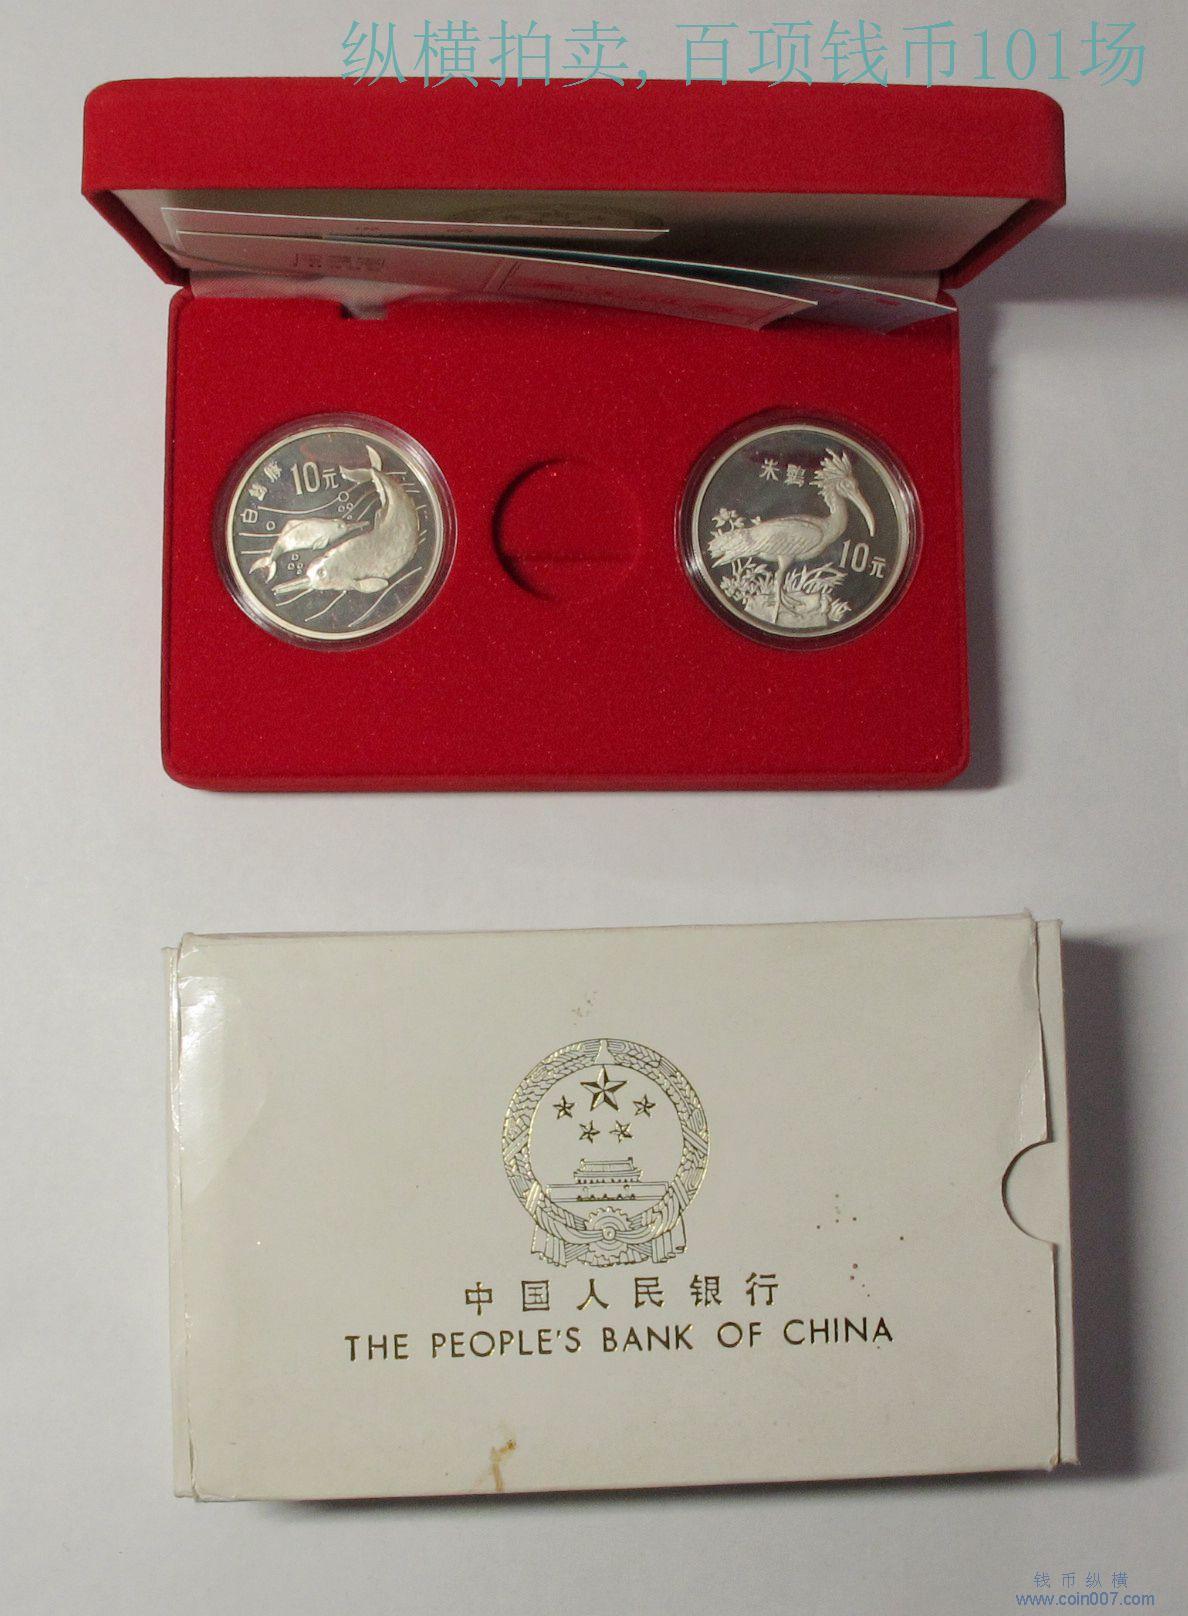 纵横拍卖,百项钱币101场
白鱀豚
10元
朱鹮
10元
中国人民银行
THE PEOPLE'S BANK OF CHINA
钱币纵横
www.coin007.com